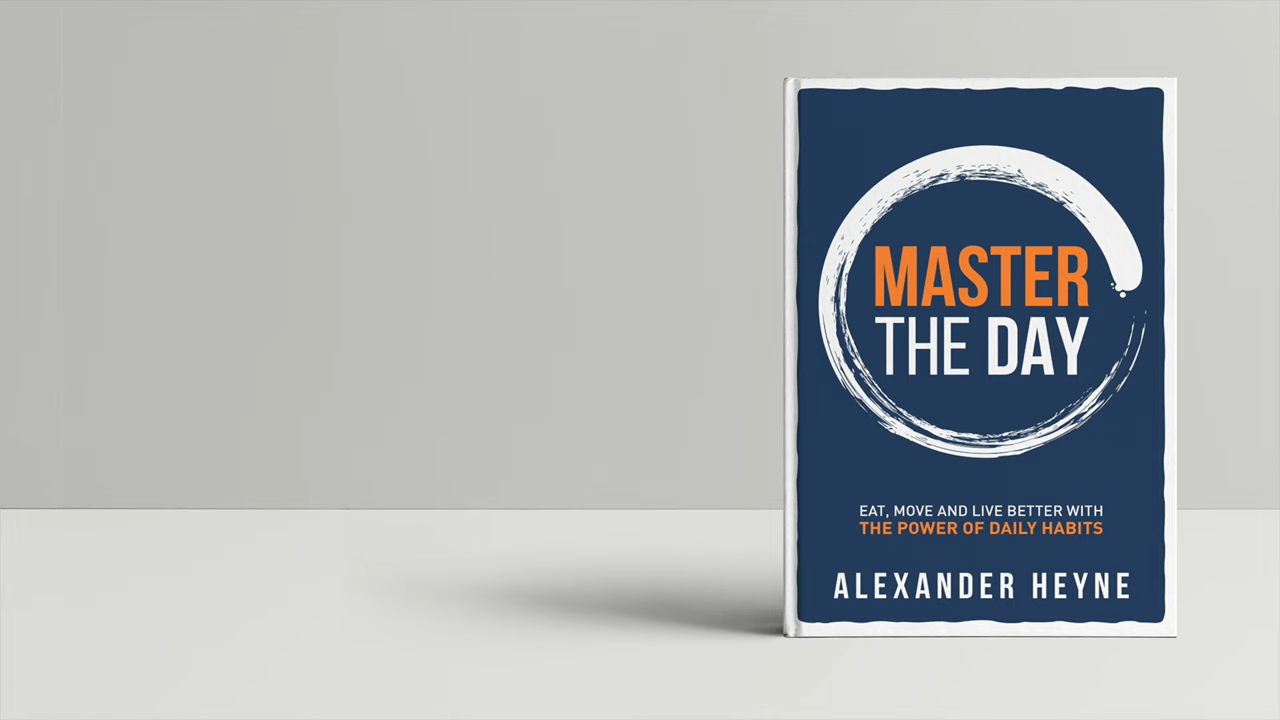 MASTER
THE DAY
EAT, MOVE AND LIVE BETTER WITH
THE POWER OF DAILY HABITS
ALEXANDER HEYNE